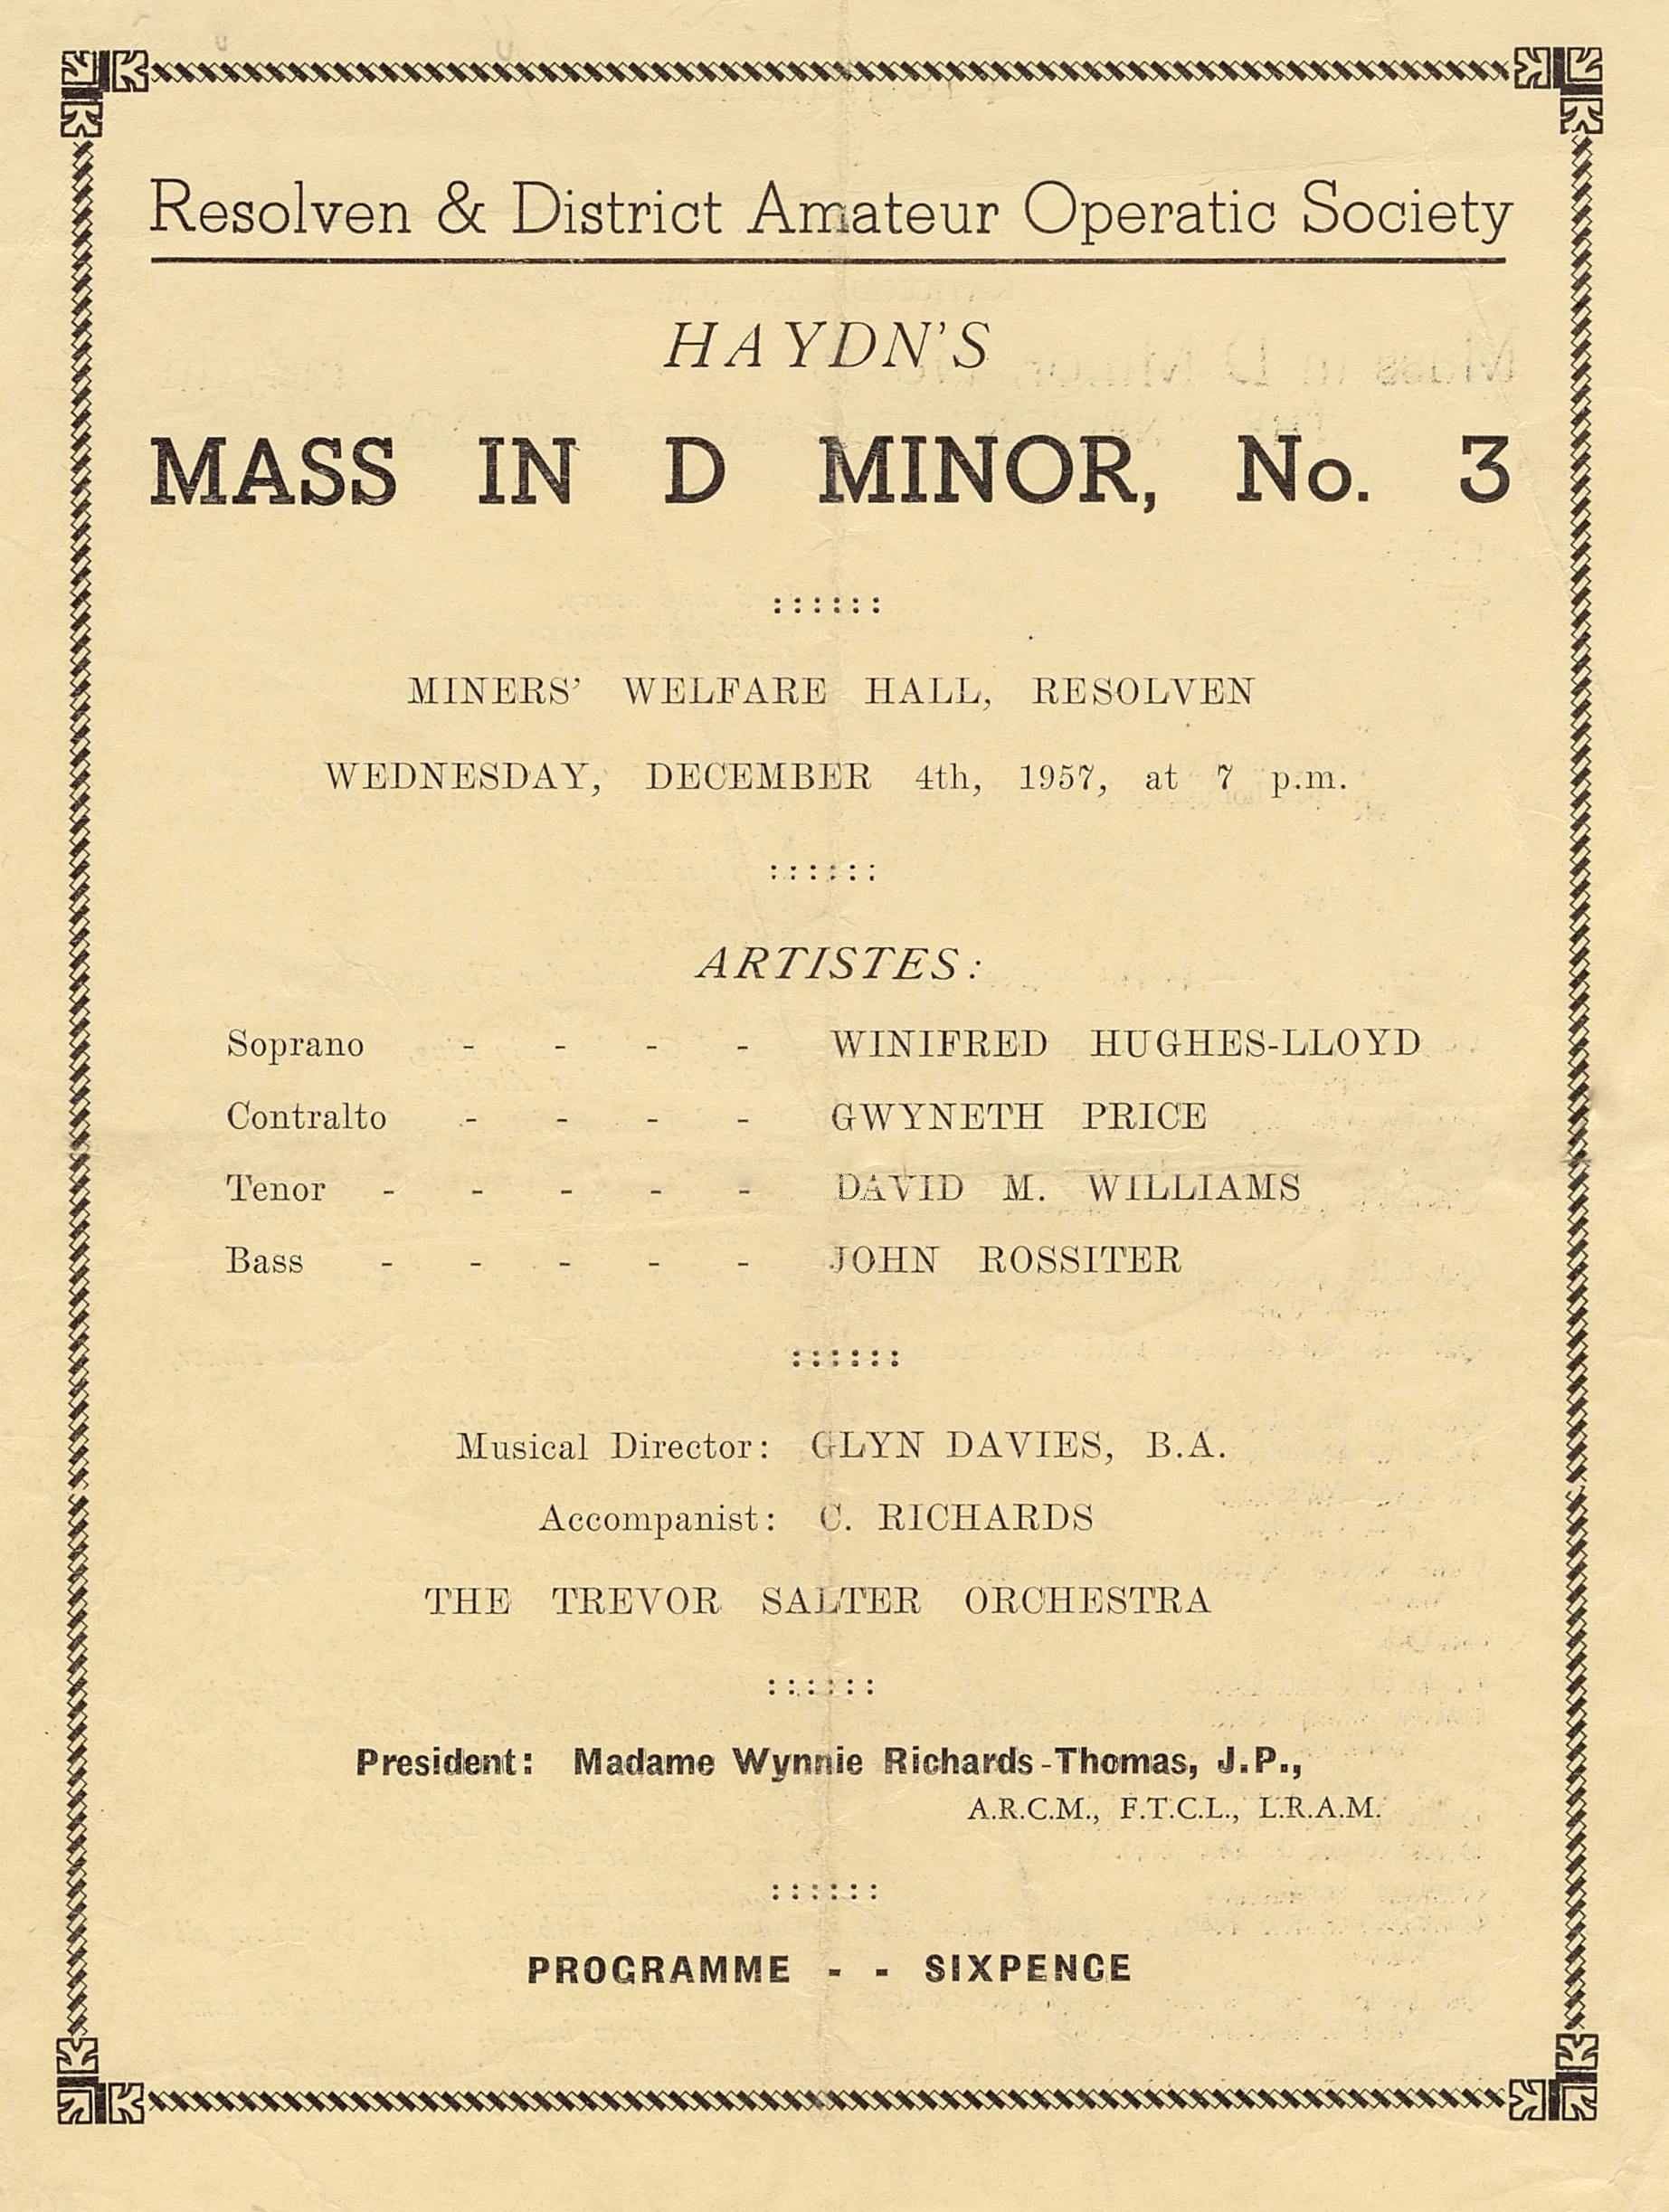 Resolven & District Amateur Operatic Society
HAYDN'S
MASS IN D MINOR, No. 3
::::::
MINERS' WELFARE HALL, RESOLVEN
WEDNESDAY, DECEMBER 4th, 1957, at 7 p.m.
::::::
ARTISTES:
Soprano - - - - WINIFRED HUGHES-LLOYD
Contralto - - - - GWYNETH PRICE
Tenor - - - - - DAVID M. WILLIAMS
Bass - - - - - JOHN ROSSITER
::::::
Musical Director: GLYN DAVIES, B.A.
Accompanist: C. RICHARDS
THE TREVOR SALTER ORCHESTRA
::::::
President: Madame Wynnie Richards-Thomas, J.P.,
A.R.C.M., F.T.C.L., L.R.A.M.
::::::
PROGRAMME - - SIXPENCE